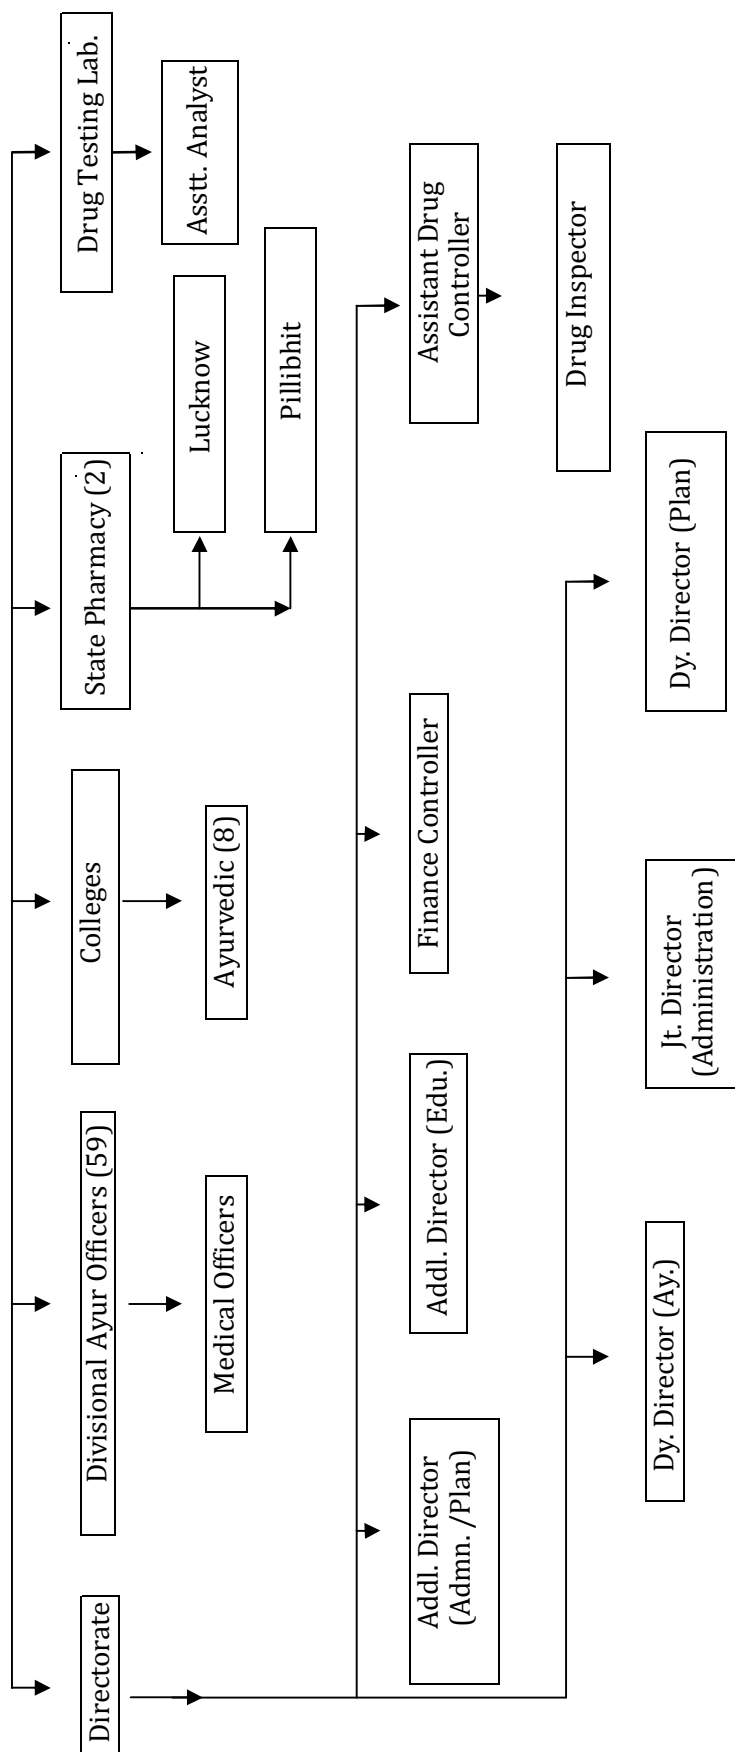 Directorate
Divisional Ayur Officers (59)
Colleges
State Pharmacy (2)
Drug Testing Lab.
Medical Officers
Ayurvedic (8)
Lucknow
Asstt. Analyst
Pillibhit
Addl. Director
(Admn. /Plan)
Addl. Director (Edu.)
Finance Controller
Assistant Drug
Controller
Drug Inspector
Dy. Director (Ay.)
Jt. Director
(Administration)
Dy. Director (Plan)